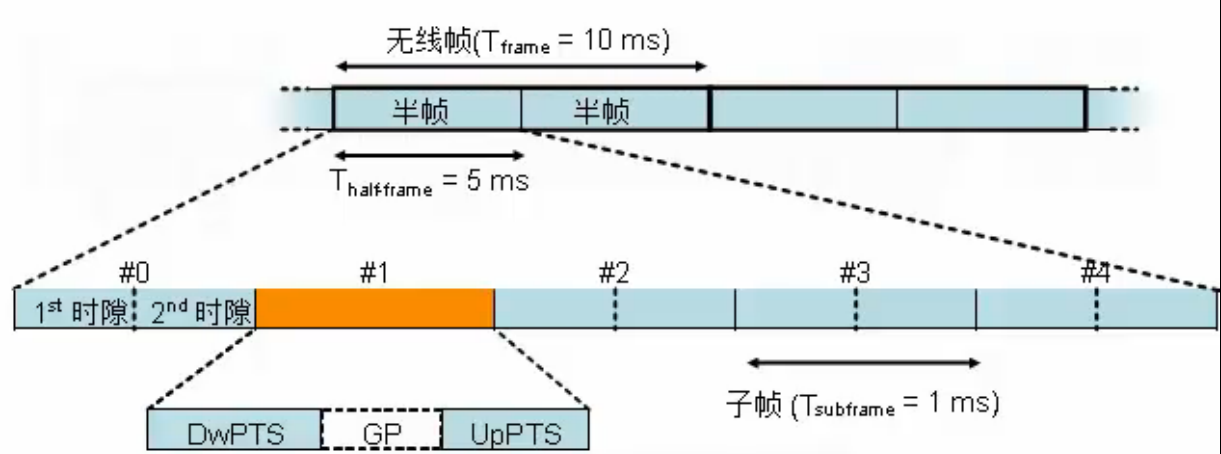 无线帧(Tframe = 10 ms)
半帧 半帧
Thalfframe = 5 ms
#0 #1 #2 #3 #4
1st 时隙 2nd 时隙
子帧 (Tsubframe = 1 ms)
DwPTS GP UpPTS